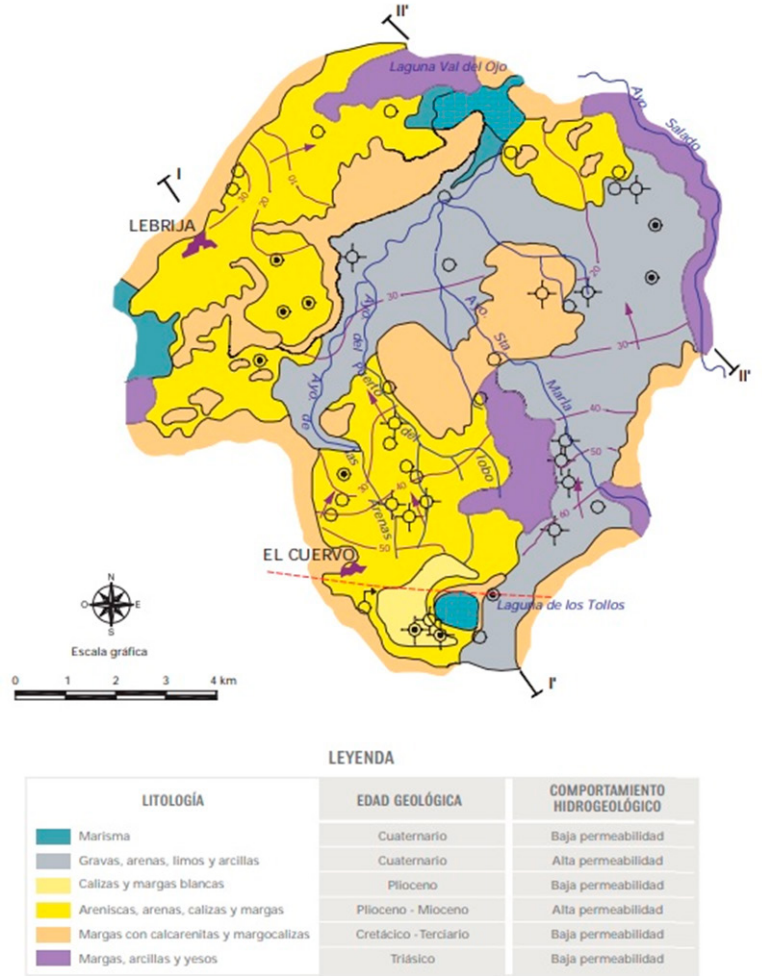 II'
Laguna Val del Ojo
Ayo. Salado
I
LEBRIJA
10
20
30
20
30
30
Ayo. Sta. María
Ayo. del Puerto del Lobo
Ayo. de las Arenas
40
50
60
30
40
50
II'
EL CUERVO
Laguna de los Tollos
I'
N
O E
S
Escala gráfica
0 1 2 3 4 km
LEYENDA
LITOLOGÍA EDAD GEOLÓGICA COMPORTAMIENTO HIDROGEOLÓGICO
Marisma Cuaternario Baja permeabilidad
Gravas, arenas, limos y arcillas Cuaternario Alta permeabilidad
Calizas y margas blancas Plioceno Baja permeabilidad
Areniscas, arenas, calizas y margas Plioceno - Mioceno Alta permeabilidad
Margas con calcarenitas y margocalizas Cretácico - Terciario Baja permeabilidad
Margas, arcillas y yesos Triásico Baja permeabilidad